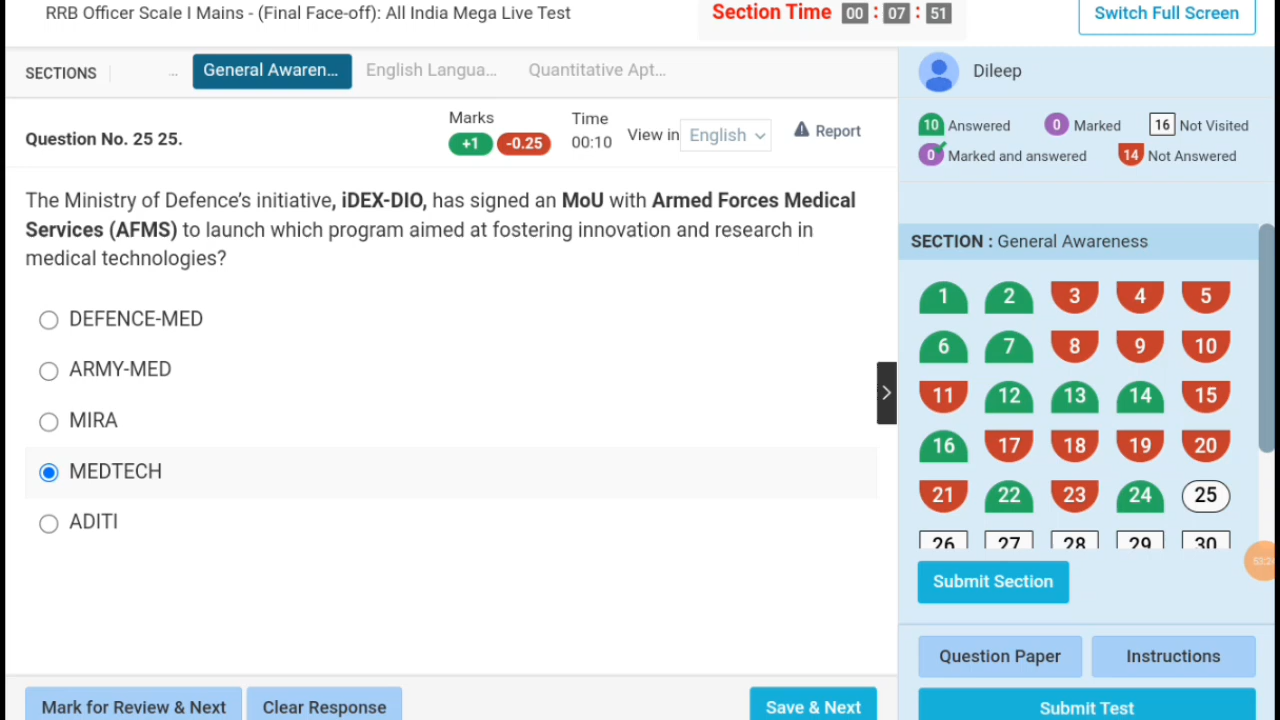 RRB Officer Scale I Mains - (Final Face-off): All India Mega Live Test
Section Time 00 : 07 : 51
Switch Full Screen
SECTIONS
...
General Awaren...
English Langua...
Quantitative Apt...
Dileep
Question No. 25 25.
Marks
+1 -0.25
Time
00:10
View in English
Report
10 Answered
0 Marked
16 Not Visited
0 Marked and answered
14 Not Answered
The Ministry of Defence's initiative, iDEX-DIO, has signed an MoU with Armed Forces Medical
Services (AFMS) to launch which program aimed at fostering innovation and research in
medical technologies?
DEFENCE-MED
ARMY-MED
MIRA
MEDTECH
ADITI
SECTION : General Awareness
1 2 3 4 5
6 7 8 9 10
11 12 13 14 15
16 17 18 19 20
21 22 23 24 25
26 27 28 29 30
Submit Section
Question Paper
Instructions
Mark for Review & Next
Clear Response
Save & Next
Submit Test